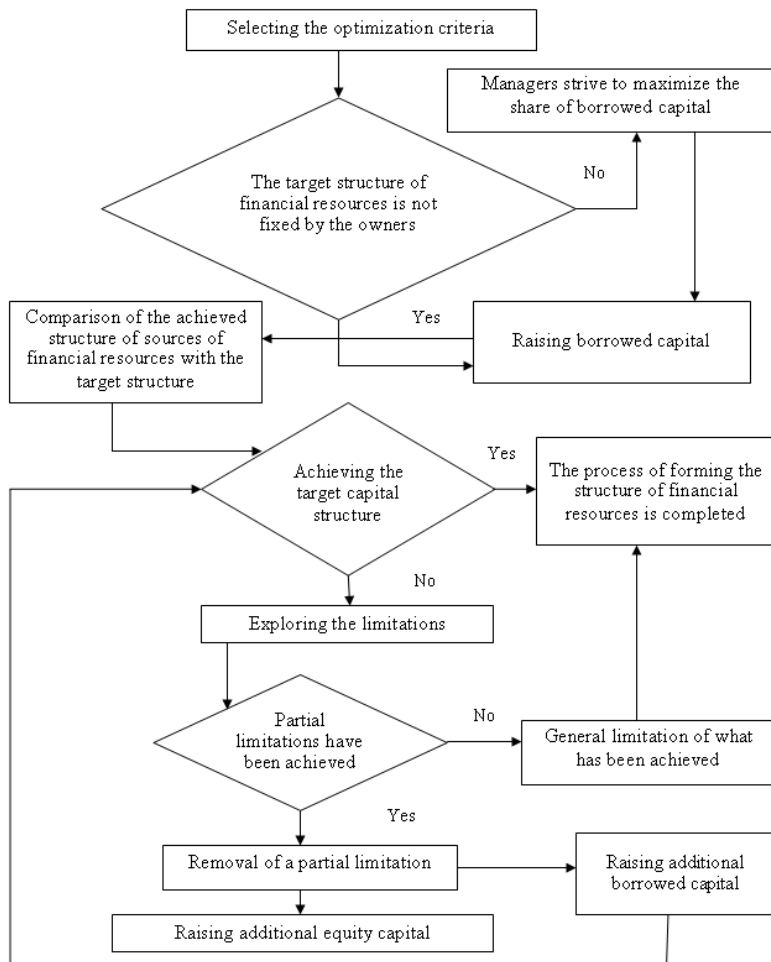 Selecting the optimization criteria
Managers strive to maximize the
share of borrowed capital
The target structure of
financial resources is not
fixed by the owners
No
Comparison of the achieved
structure of sources of
financial resources with the
target structure
Yes
Raising borrowed capital
Achieving the
target capital
structure
Yes
The process of forming the
structure of financial
resources is completed
No
Exploring the limitations
Partial
limitations have
been achieved
No
General limitation of what
has been achieved
Yes
Removal of a partial limitation
Raising additional
borrowed capital
Raising additional equity capital